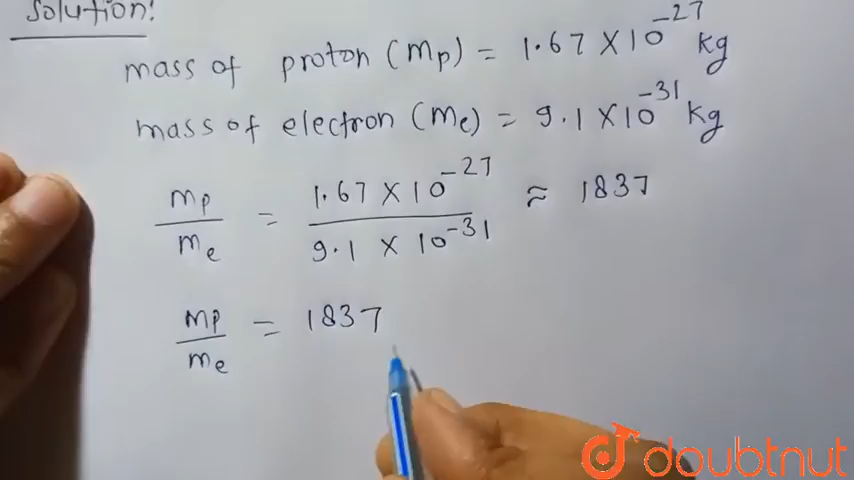 Solution:
mass of proton (mp) = 1.67 × 10^-27 kg
mass of electron (me) = 9.1 × 10^-31 kg
mp/me = 1.67 × 10^-27 / 9.1 × 10^-31 ≈ 1837
mp/me = 1837
doubtnut